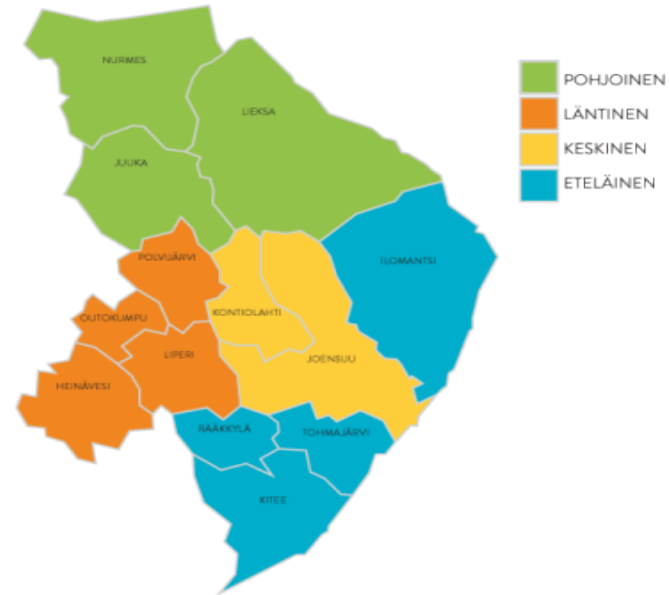 NURMES
LIEKSA
JUUKA
POLVIJÄRVI
ILOMANTSI
OUTOKUMPU
KONTIOLAHTI
LIPERI
JOENSUU
HEINÄVESI
RÄÄKKYLÄ
TOHMAJÄRVI
KITEE
POHJOINEN
LÄNTINEN
KESKINEN
ETELÄINEN